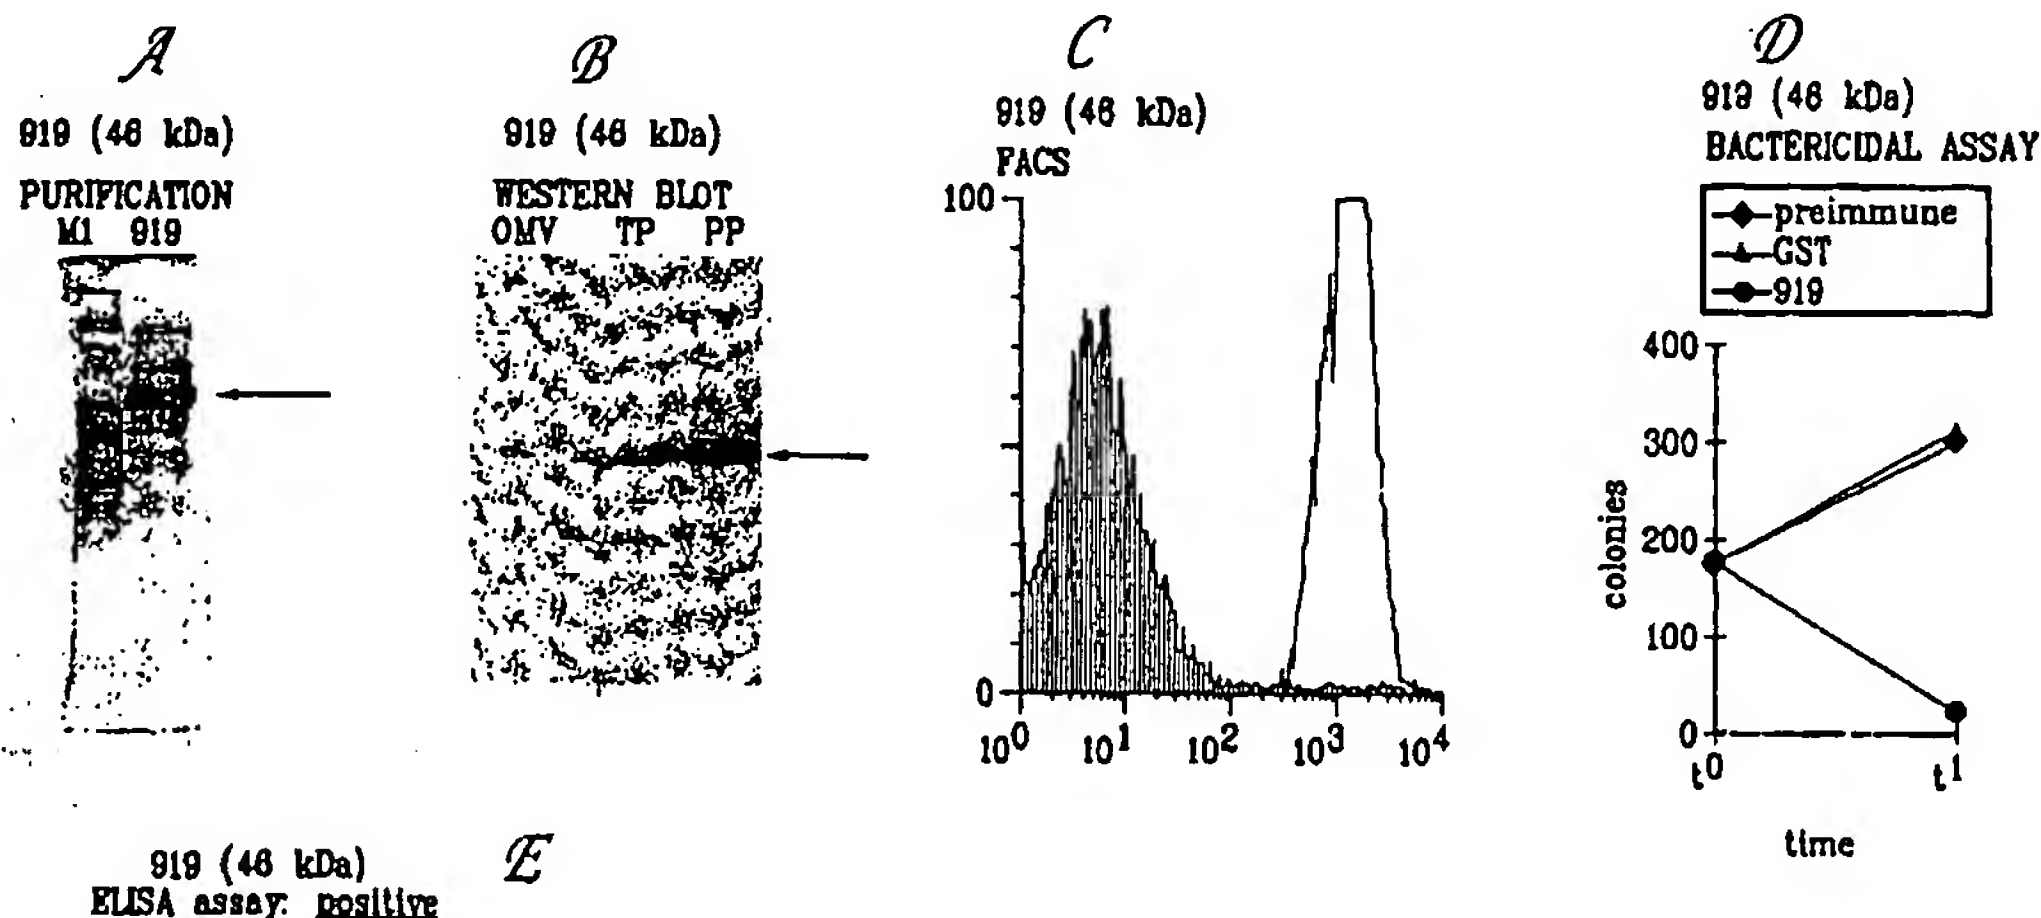 A
919 (46 kDa)
PURIFICATION
M1 919
B
919 (46 kDa)
WESTERN BLOT
OMV TP PP
C
919 (46 kDa)
FACS
100
0
10^0 10^1 10^2 10^3 10^4
D
919 (46 kDa)
BACTERICIDAL ASSAY
preimmune
GST
919
400
300
200
100
0
colonies
t^0 t^1
time
E
919 (46 kDa)
ELISA assay: positive